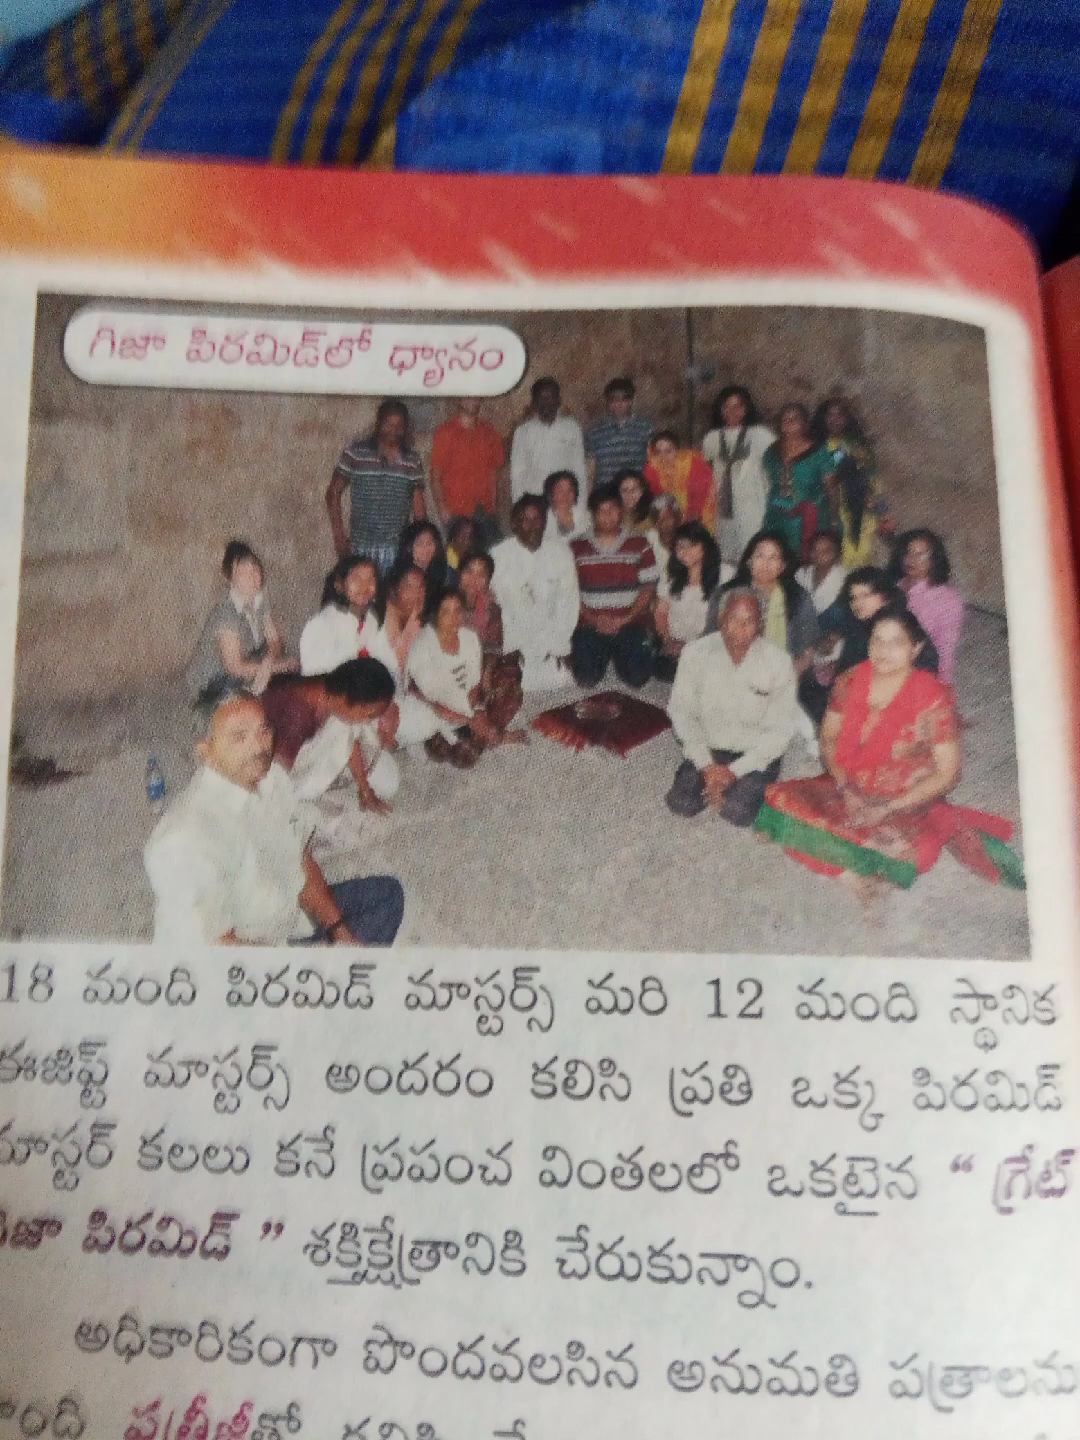 గిజా పిరమిడ్‌లో ధ్యానం
18 మంది పిరమిడ్ మాస్టర్స్ మరి 12 మంది స్థానిక
ఈజిప్ట్ మాస్టర్స్ అందరం కలిసి ప్రతి ఒక్క పిరమిడ్
మాస్టర్ కలలు కనే ప్రపంచ వింతలలో ఒకటైన “ గ్రేట్
గిజా పిరమిడ్ ” శక్తిక్షేత్రానికి చేరుకున్నాం.
అధికారికంగా పొందవలసిన అనుమతి పత్రాలను
పత్రీజీతో